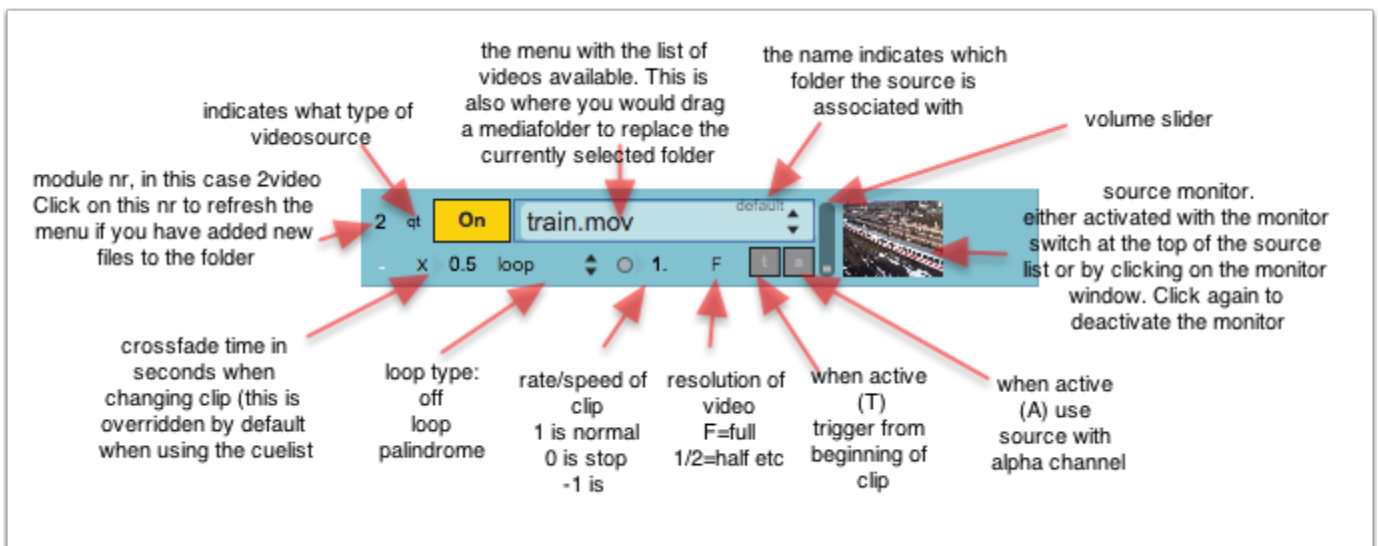 the menu with the list of
videos available. This is
also where you would drag
a mediafolder to replace the
currently selected folder
the name indicates which
folder the source is
associated with
indicates what type of
videosource
volume slider
module nr, in this case 2video
Click on this nr to refresh the
menu if you have added new
files to the folder
source monitor.
either activated with the monitor
switch at the top of the source
list or by clicking on the monitor
window. Click again to
deactivate the monitor
2 qt On train.mov default
- X 0.5 loop 1. F t a
crossfade time in
seconds when
changing clip (this is
overridden by default
when using the cuelist
loop type:
off
loop
palindrome
rate/speed of
clip
1 is normal
0 is stop
-1 is
resolution of
video
F=full
1/2=half etc
when active
(T)
trigger from
beginning of
clip
when active
(A) use
source with
alpha channel